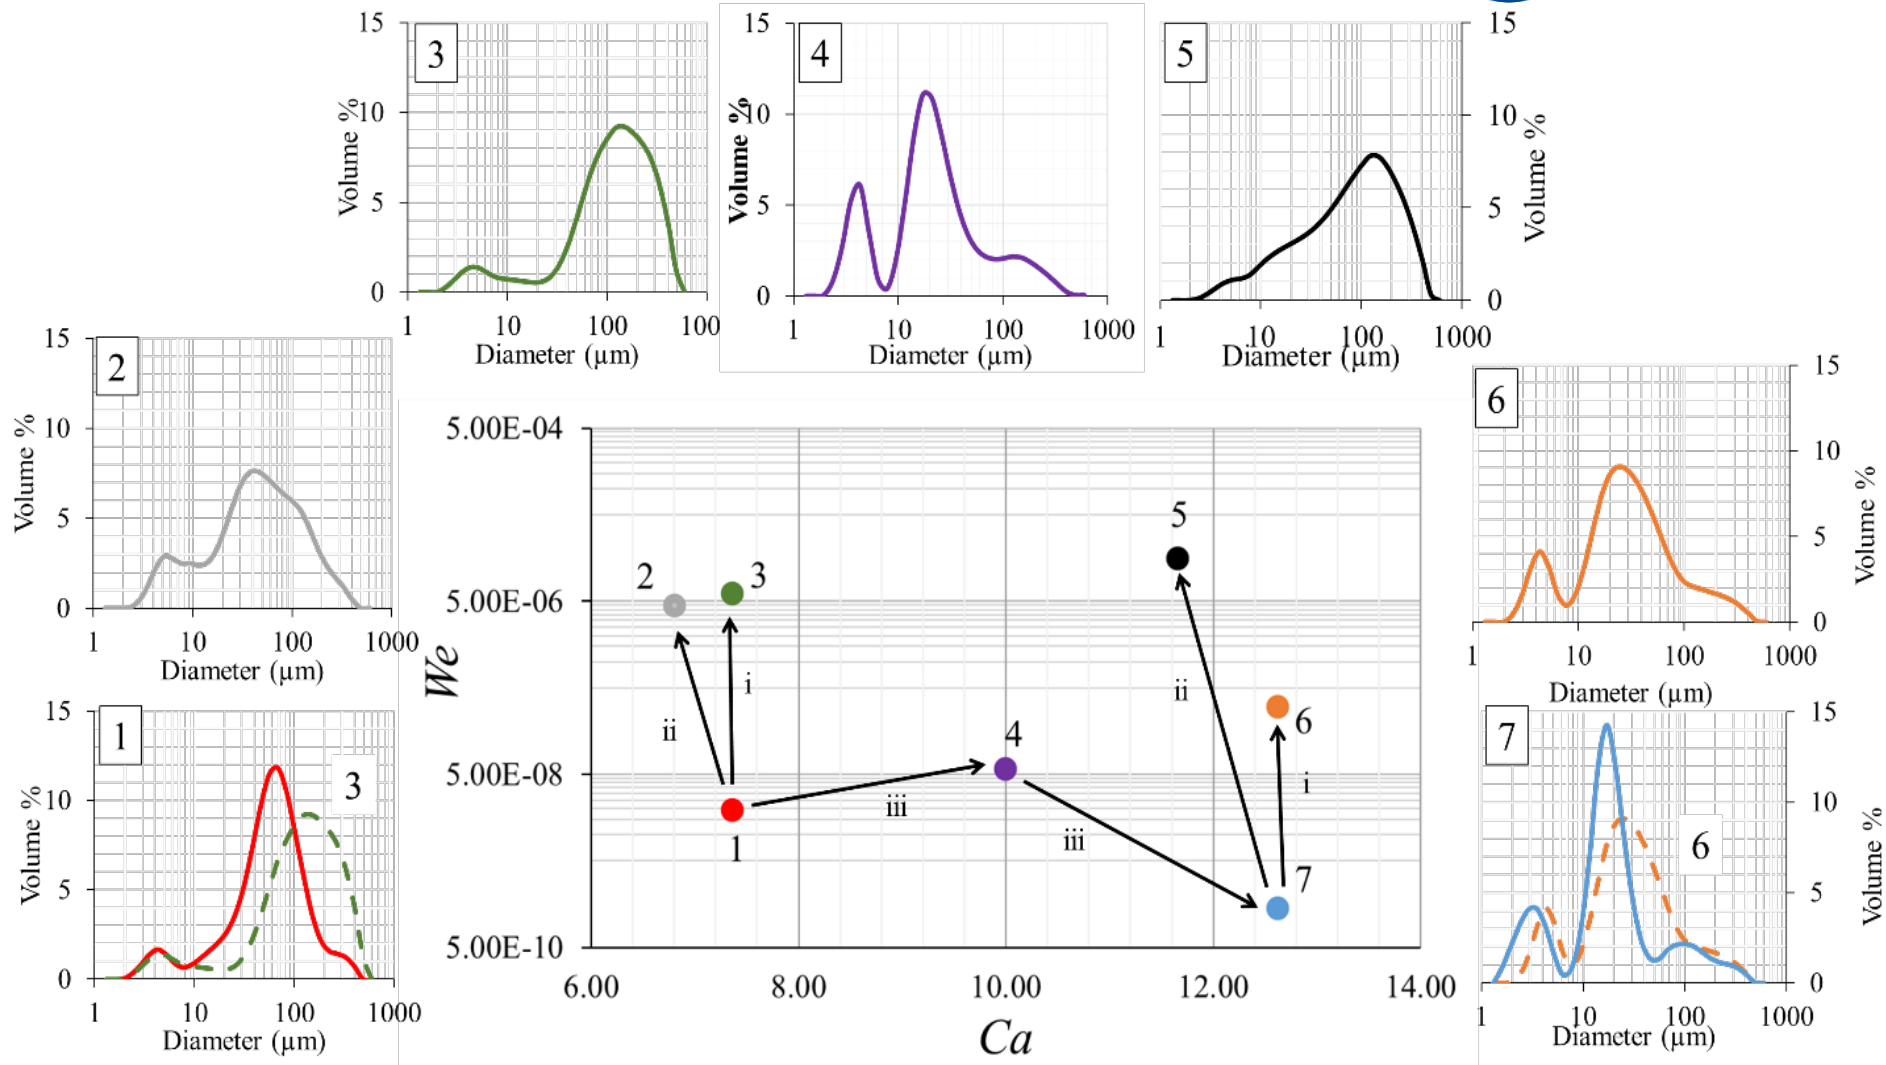 3
15
10
5
0
Volume %
1
10
100
100
Diameter (µm)
4
15
10
5
0
Volume %
1
10
100
1000
Diameter (µm)
5
15
10
5
0
Volume %
1
10
100
1000
Diameter (µm)
2
15
10
5
0
Volume %
1
10
100
1000
Diameter (µm)
6
15
10
5
0
Volume %
1
10
100
1000
Diameter (µm)
1
3
15
10
5
0
Volume %
1
10
100
1000
Diameter (µm)
5.00E-04
5.00E-06
5.00E-08
5.00E-10
We
2
3
5
i
ii
ii
4
6
i
iii
iii
1
7
6.00
8.00
10.00
12.00
14.00
Ca
7
6
15
10
5
0
Volume %
1
10
100
1000
Diameter (µm)